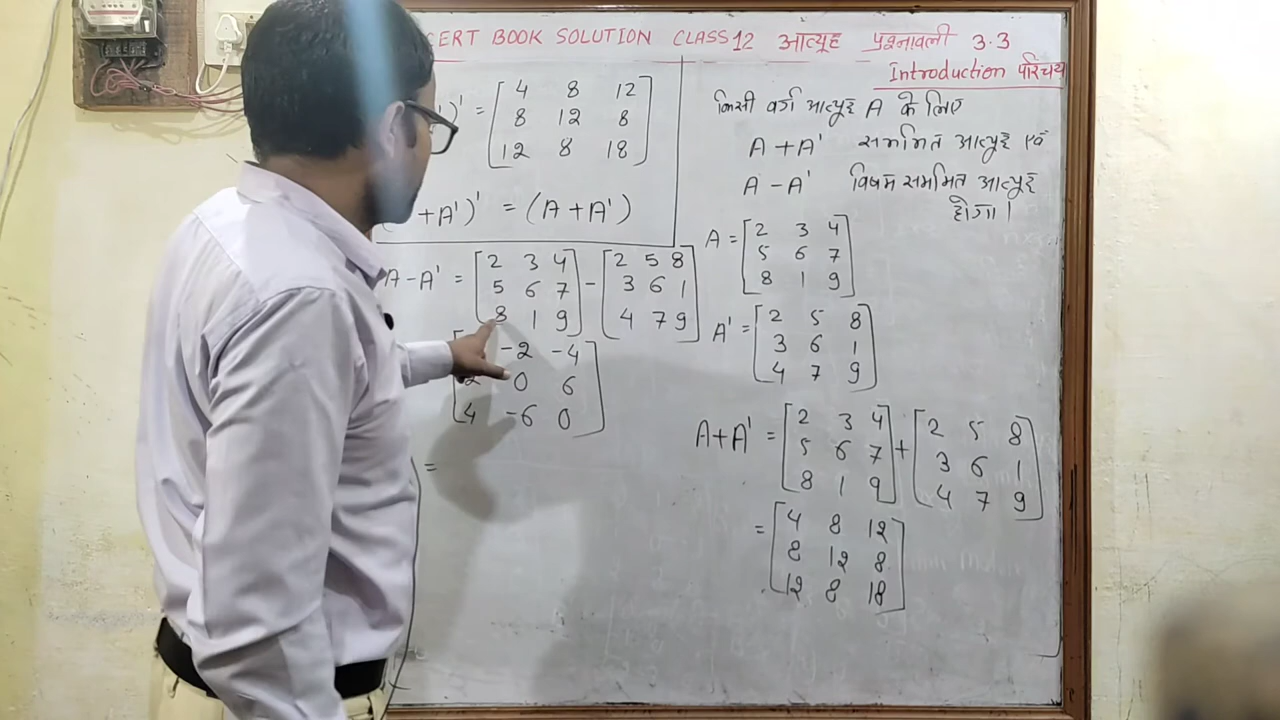 CERT BOOK SOLUTION CLASS 12 आव्यूह प्रश्नावली 3.3
Introduction परिचय
)' = [4 8 12
8 12 8
12 8 18]
+A')' = (A+A')
A-A' = [2 3 4
5 6 7
8 1 9] - [2 5 8
3 6 1
4 7 9]
[-2 -4
2 0 6
4 -6 0]
=
किसी वर्ग आव्यूह A के लिए
A+A' सममित आव्यूह एवं
A-A' विषम सममित आव्यूह
होगा।
A = [2 3 4
5 6 7
8 1 9]
A' = [2 5 8
3 6 1
4 7 9]
A+A' = [2 3 4
5 6 7
8 1 9] + [2 5 8
3 6 1
4 7 9]
= [4 8 12
8 12 8
12 8 18]